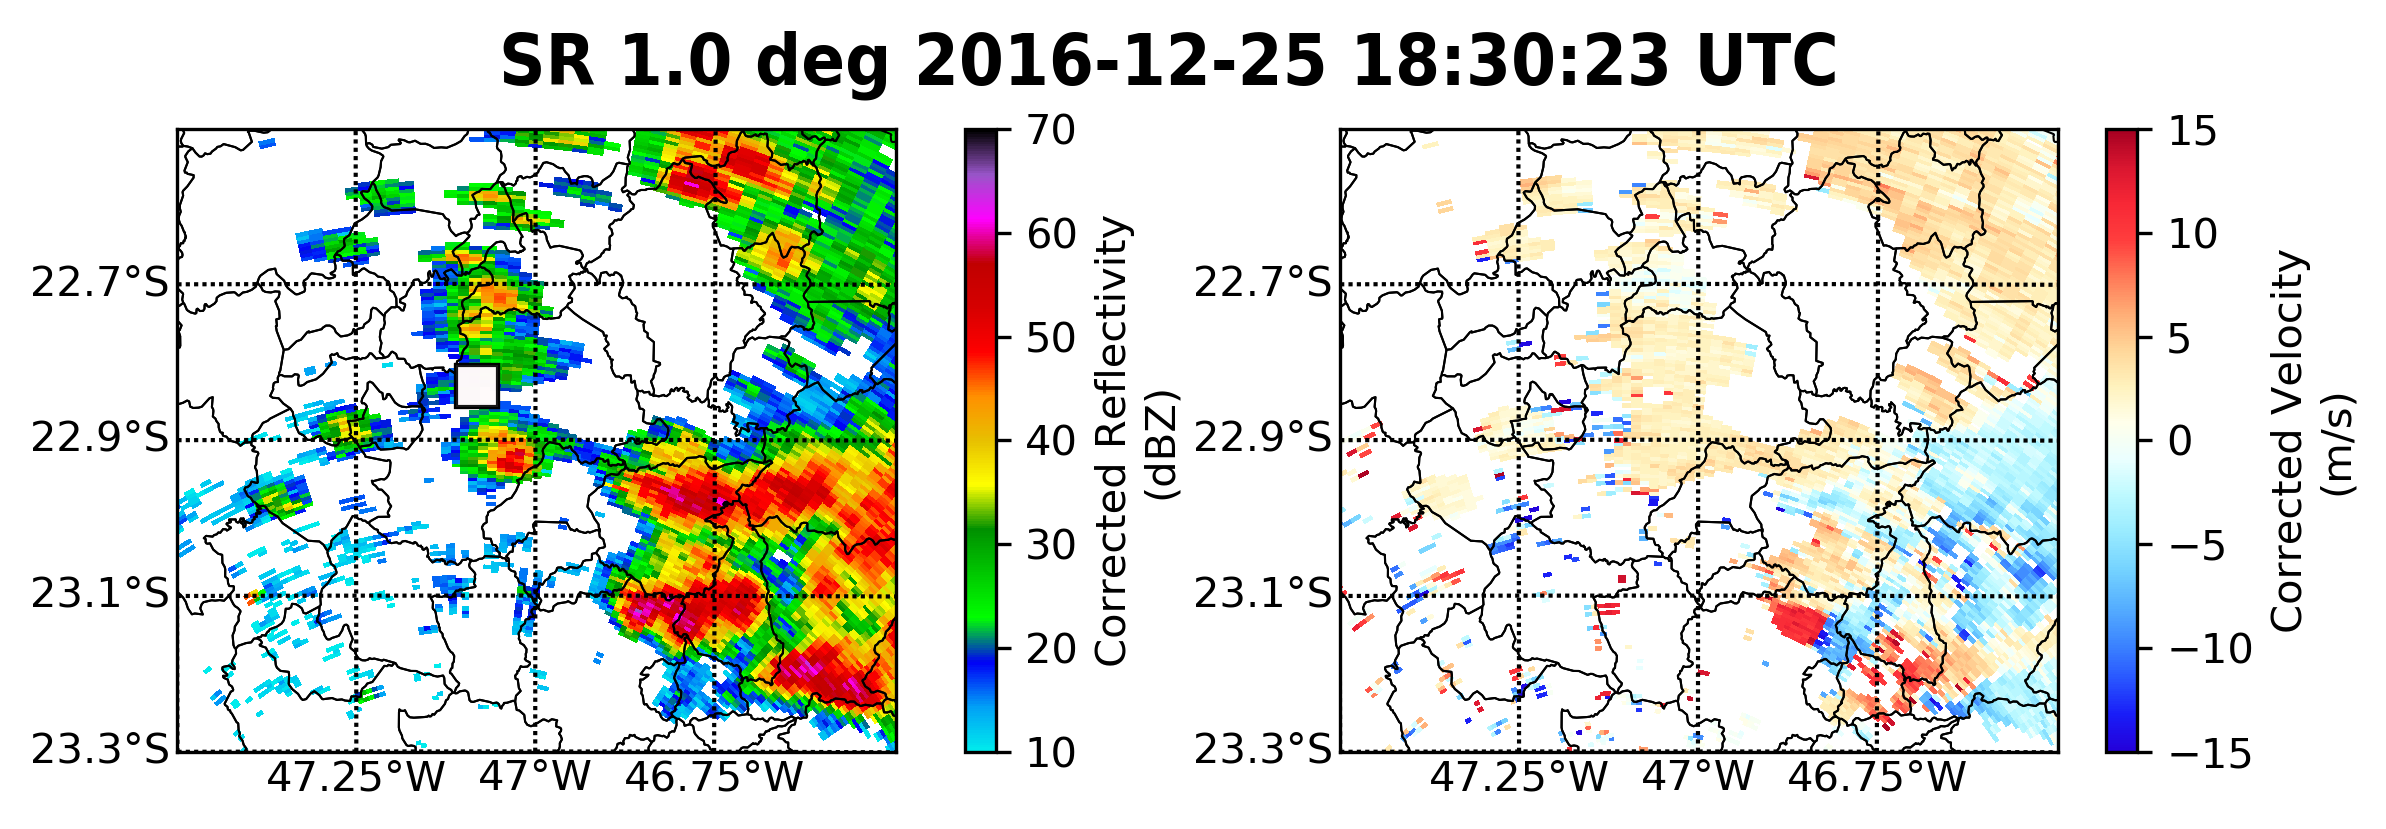 SR 1.0 deg 2016-12-25 18:30:23 UTC
22.7°S
22.9°S
23.1°S
23.3°S
47.25°W 47°W 46.75°W
70
60
50
40
30
20
10
Corrected Reflectivity
(dBZ)
22.7°S
22.9°S
23.1°S
23.3°S
47.25°W 47°W 46.75°W
15
10
5
0
−5
−10
−15
Corrected Velocity
(m/s)